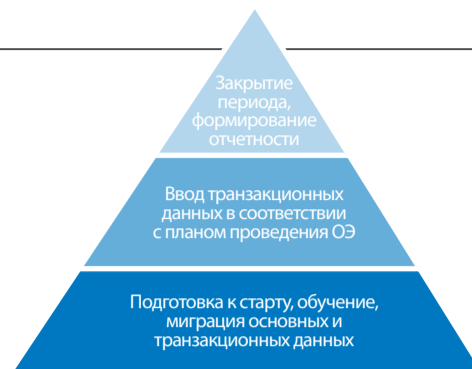 Закрытие
периода,
формирование
отчетности
Ввод транзакционных
данных в соответствии
с планом проведения ОЭ
Подготовка к старту, обучение,
миграция основных и
транзакционных данных